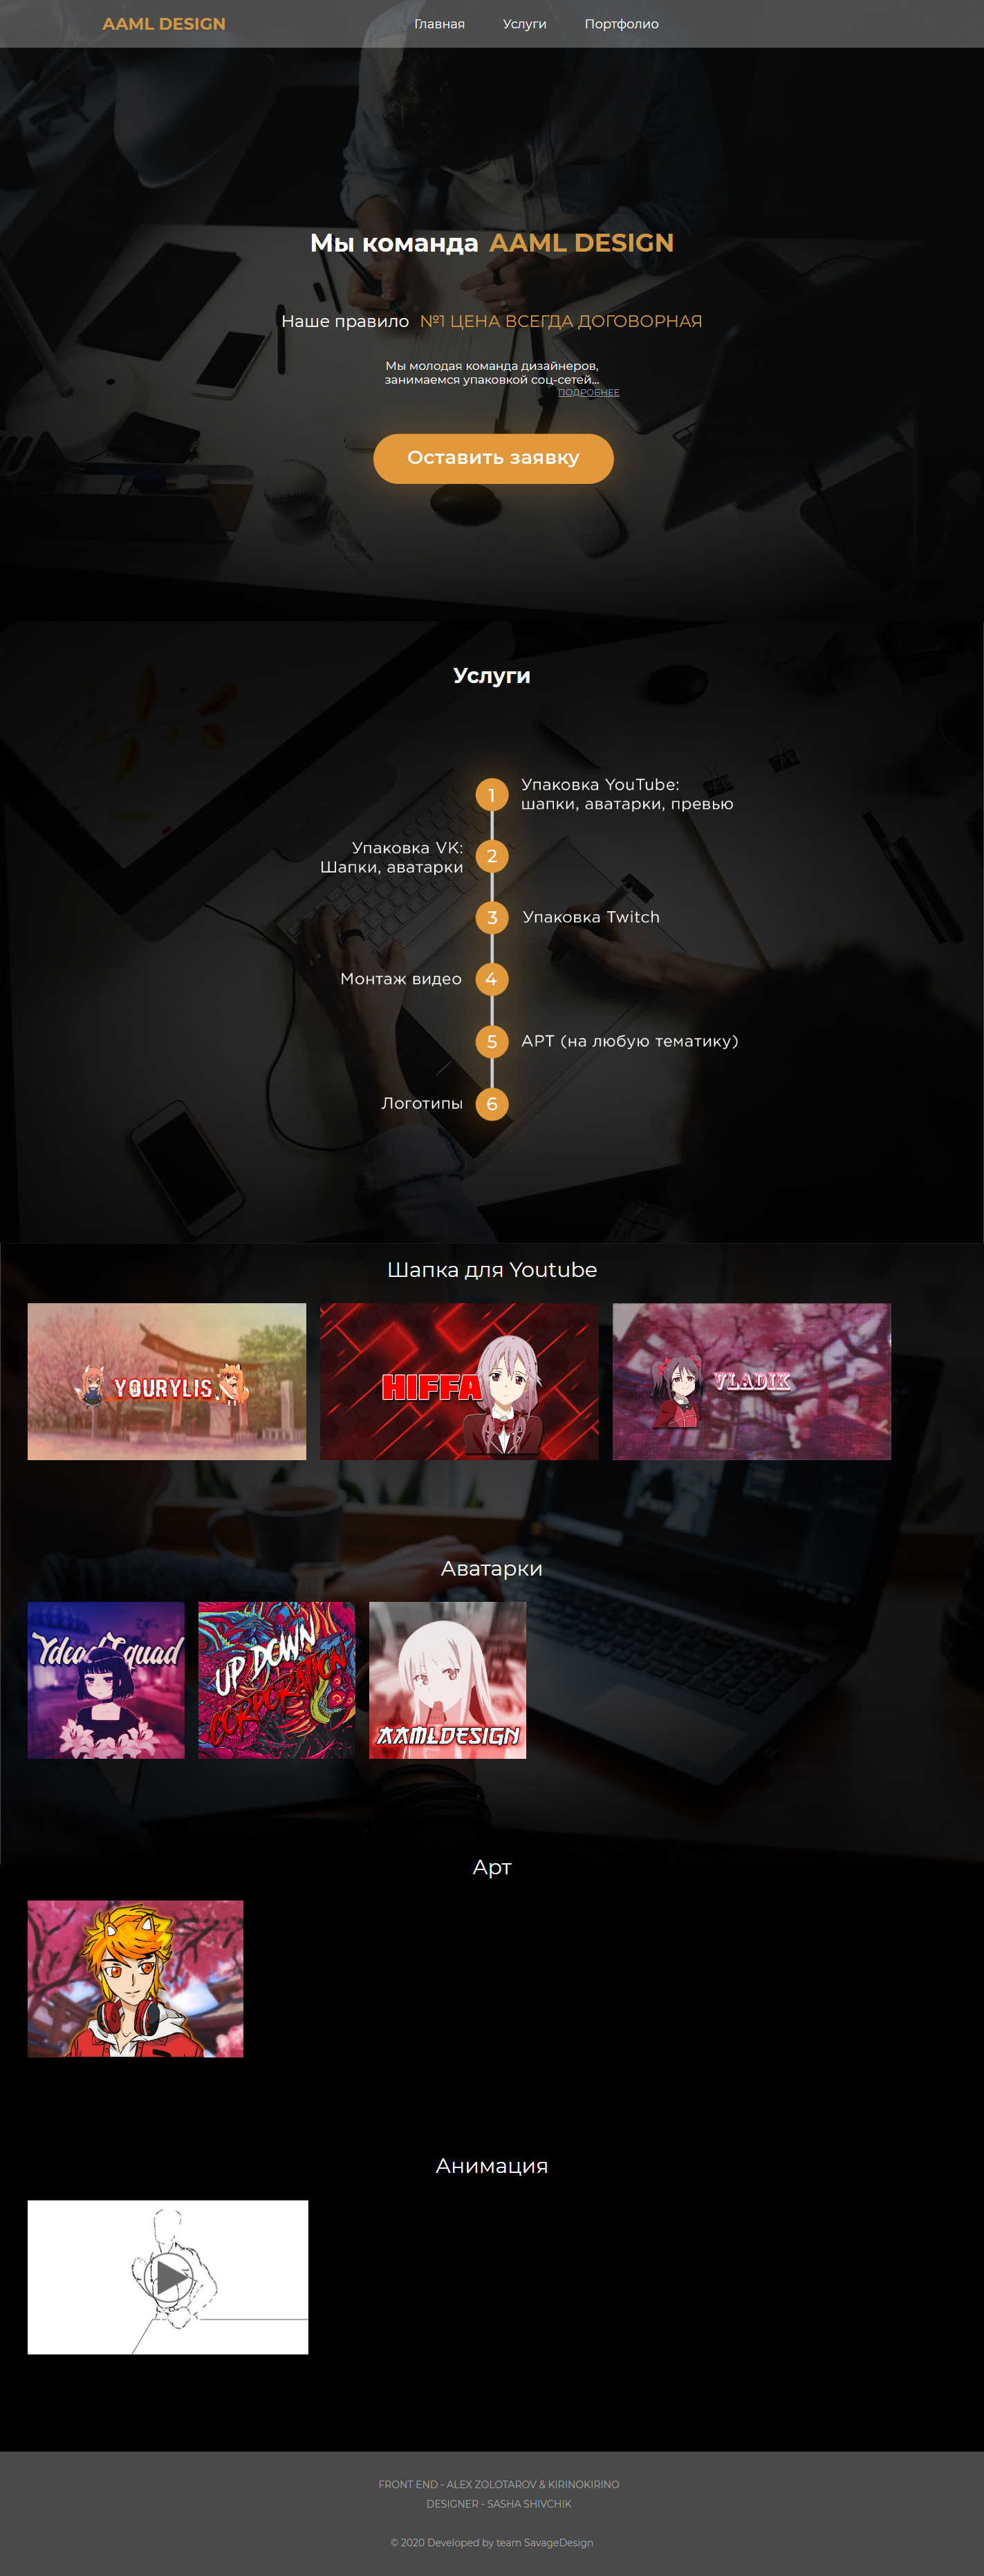 AAML DESIGN
Главная
Услуги
Портфолио
Мы команда AAML DESIGN
Наше правило №1 ЦЕНА ВСЕГДА ДОГОВОРНАЯ
Мы молодая команда дизайнеров,
занимаемся упаковкой соц-сетей...
ПОДРОБНЕЕ
Оставить заявку
Услуги
1
Упаковка YouTube:
шапки, аватарки, превью
Упаковка VK:
Шапки, аватарки
2
3
Упаковка Twitch
Монтаж видео
4
5
АРТ (на любую тематику)
Логотипы
6
Шапка для Youtube
YOURYLIS
HIFFA
VLADIK
Аватарки
YdeadSquad
UP DOWN
CORPORATION
AAMLDESIGN
Арт
Анимация
FRONT END - ALEX ZOLOTAROV & KIRINOKIRINO
DESIGNER - SASHA SHIVCHIK
© 2020 Developed by team SavageDesign